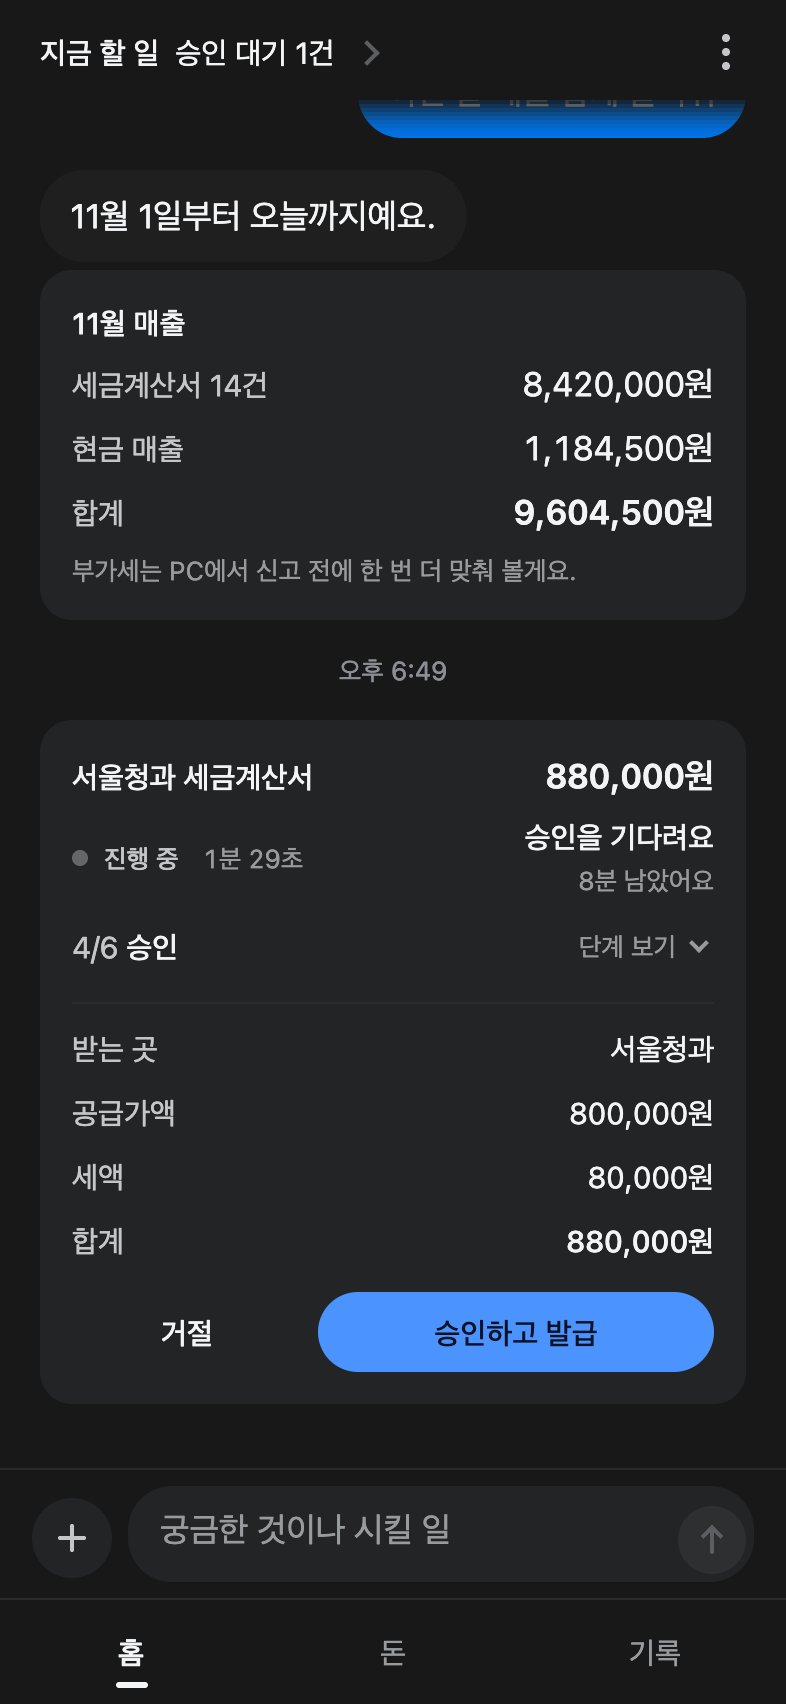 지금 할 일 승인 대기 1건
11월 1일부터 오늘까지예요.
11월 매출
세금계산서 14건 8,420,000원
현금 매출 1,184,500원
합계 9,604,500원
부가세는 PC에서 신고 전에 한 번 더 맞춰 볼게요.
오후 6:49
서울청과 세금계산서 880,000원
승인을 기다려요
진행 중 1분 29초
8분 남았어요
4/6 승인 단계 보기
받는 곳 서울청과
공급가액 800,000원
세액 80,000원
합계 880,000원
거절 승인하고 발급
궁금한 것이나 시킬 일
홈 돈 기록